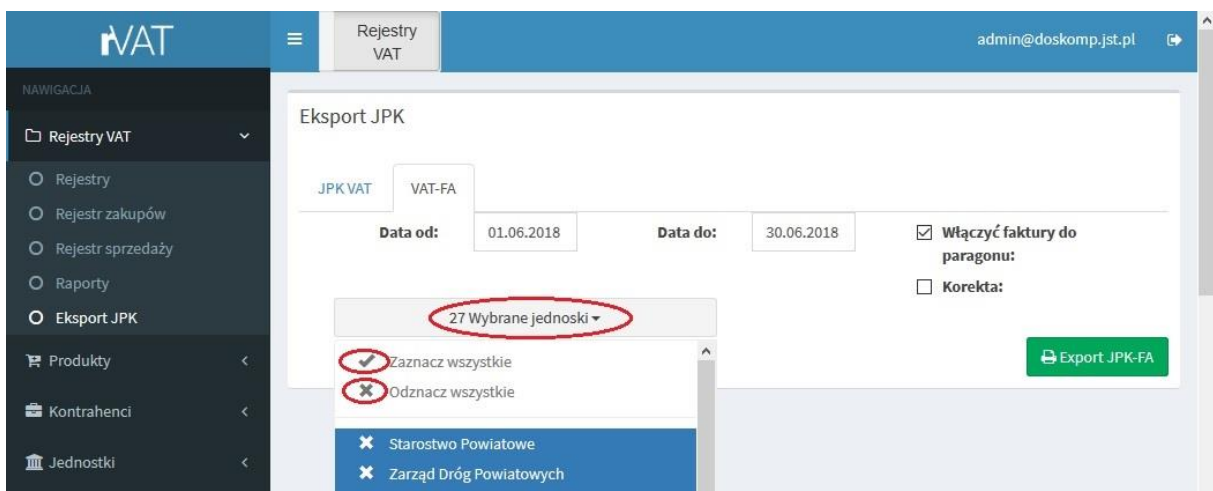 rVAT
Rejestry
VAT
admin@doskomp.jst.pl
NAWIGACJA
Rejestry VAT
Rejestry
Rejestr zakupów
Rejestr sprzedaży
Raporty
Eksport JPK
Produkty
Kontrahenci
Jednostki
Eksport JPK
JPK VAT
VAT-FA
Data od: 01.06.2018 Data do: 30.06.2018
Włączyć faktury do
paragonu:
Korekta:
27 Wybrane jednoski
Zaznacz wszystkie
Odznacz wszystkie
Starostwo Powiatowe
Zarząd Dróg Powiatowych
Export JPK-FA